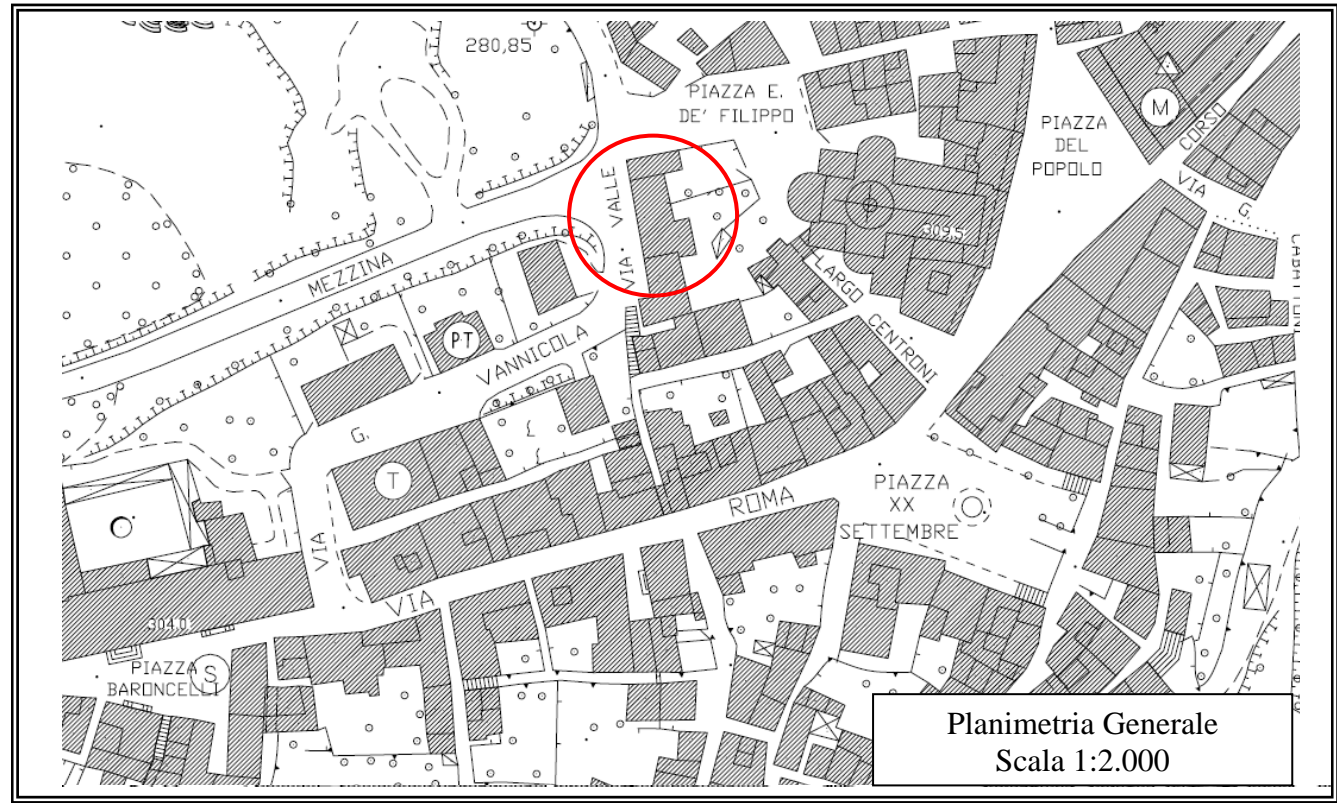 280,85
PIAZZA E.
DE' FILIPPO
M
CORSO
PIAZZA
DEL
POPOLO
VIA
G.
VIA VALLE
309.5
MEZZINA
LARGO
CENTRONI
PT
VANNICOLA
G.
VIA
T
ROMA
VIA
PIAZZA
XX
SETTEMBRE
304.0
PIAZZA
BARONCELLI
S
Planimetria Generale
Scala 1:2.000